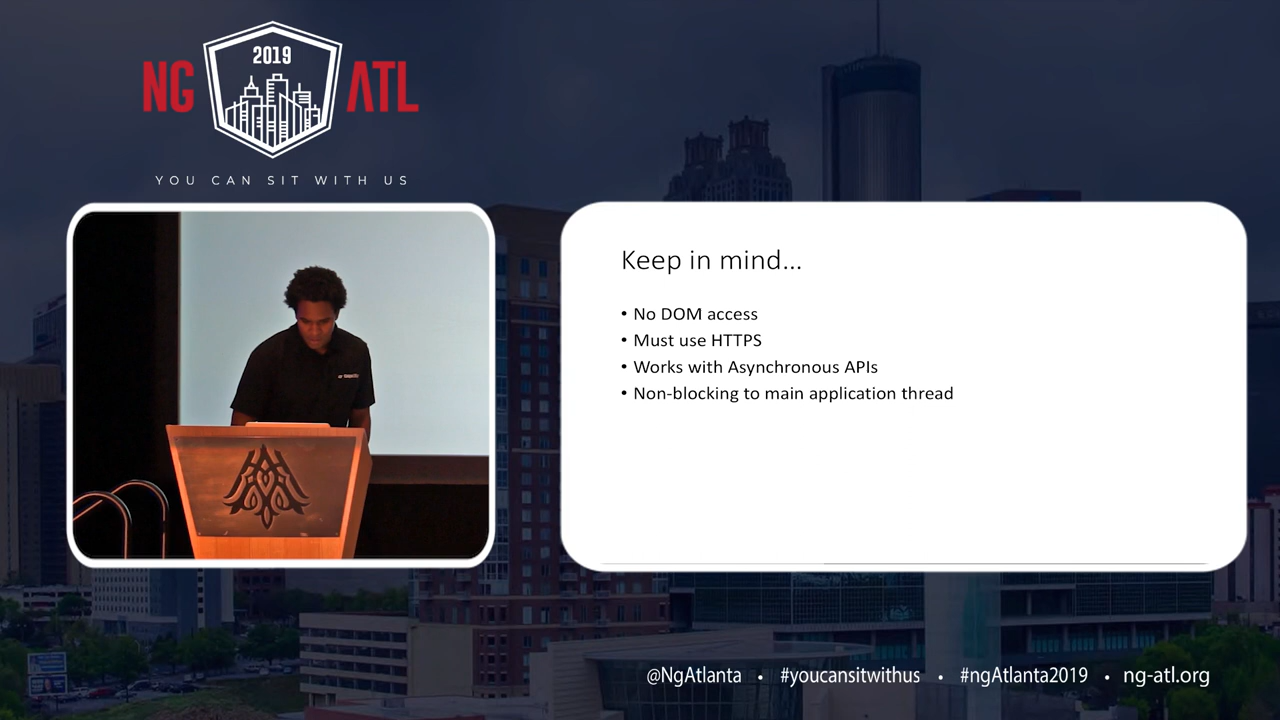 2019
NG ATL
YOU CAN SIT WITH US
Keep in mind...
• No DOM access
• Must use HTTPS
• Works with Asynchronous APIs
• Non-blocking to main application thread
@NgAtlanta • #youcansitwithus • #ngAtlanta2019 • ng-atl.org